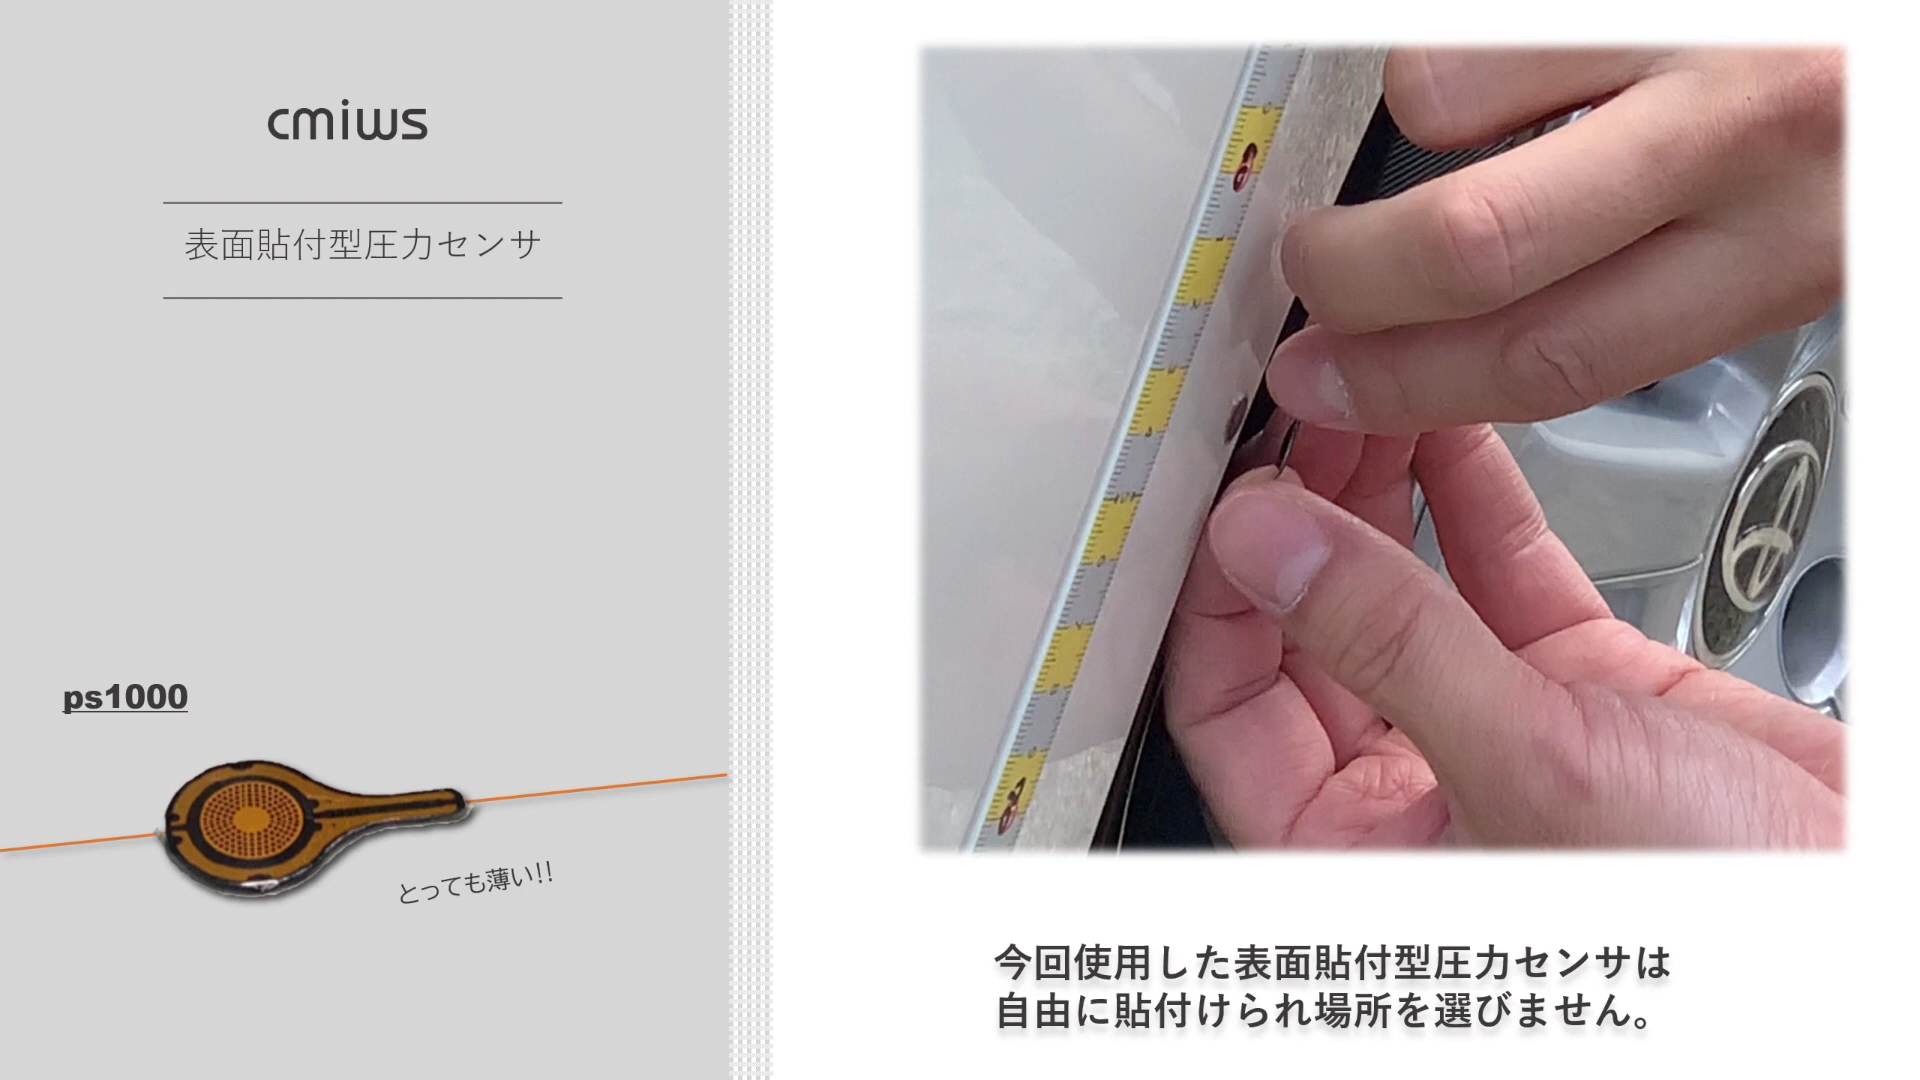 cmiws
表面貼付型圧力センサ
ps1000
とっても薄い!!
今回使用した表面貼付型圧力センサは
自由に貼付けられ場所を選びません。